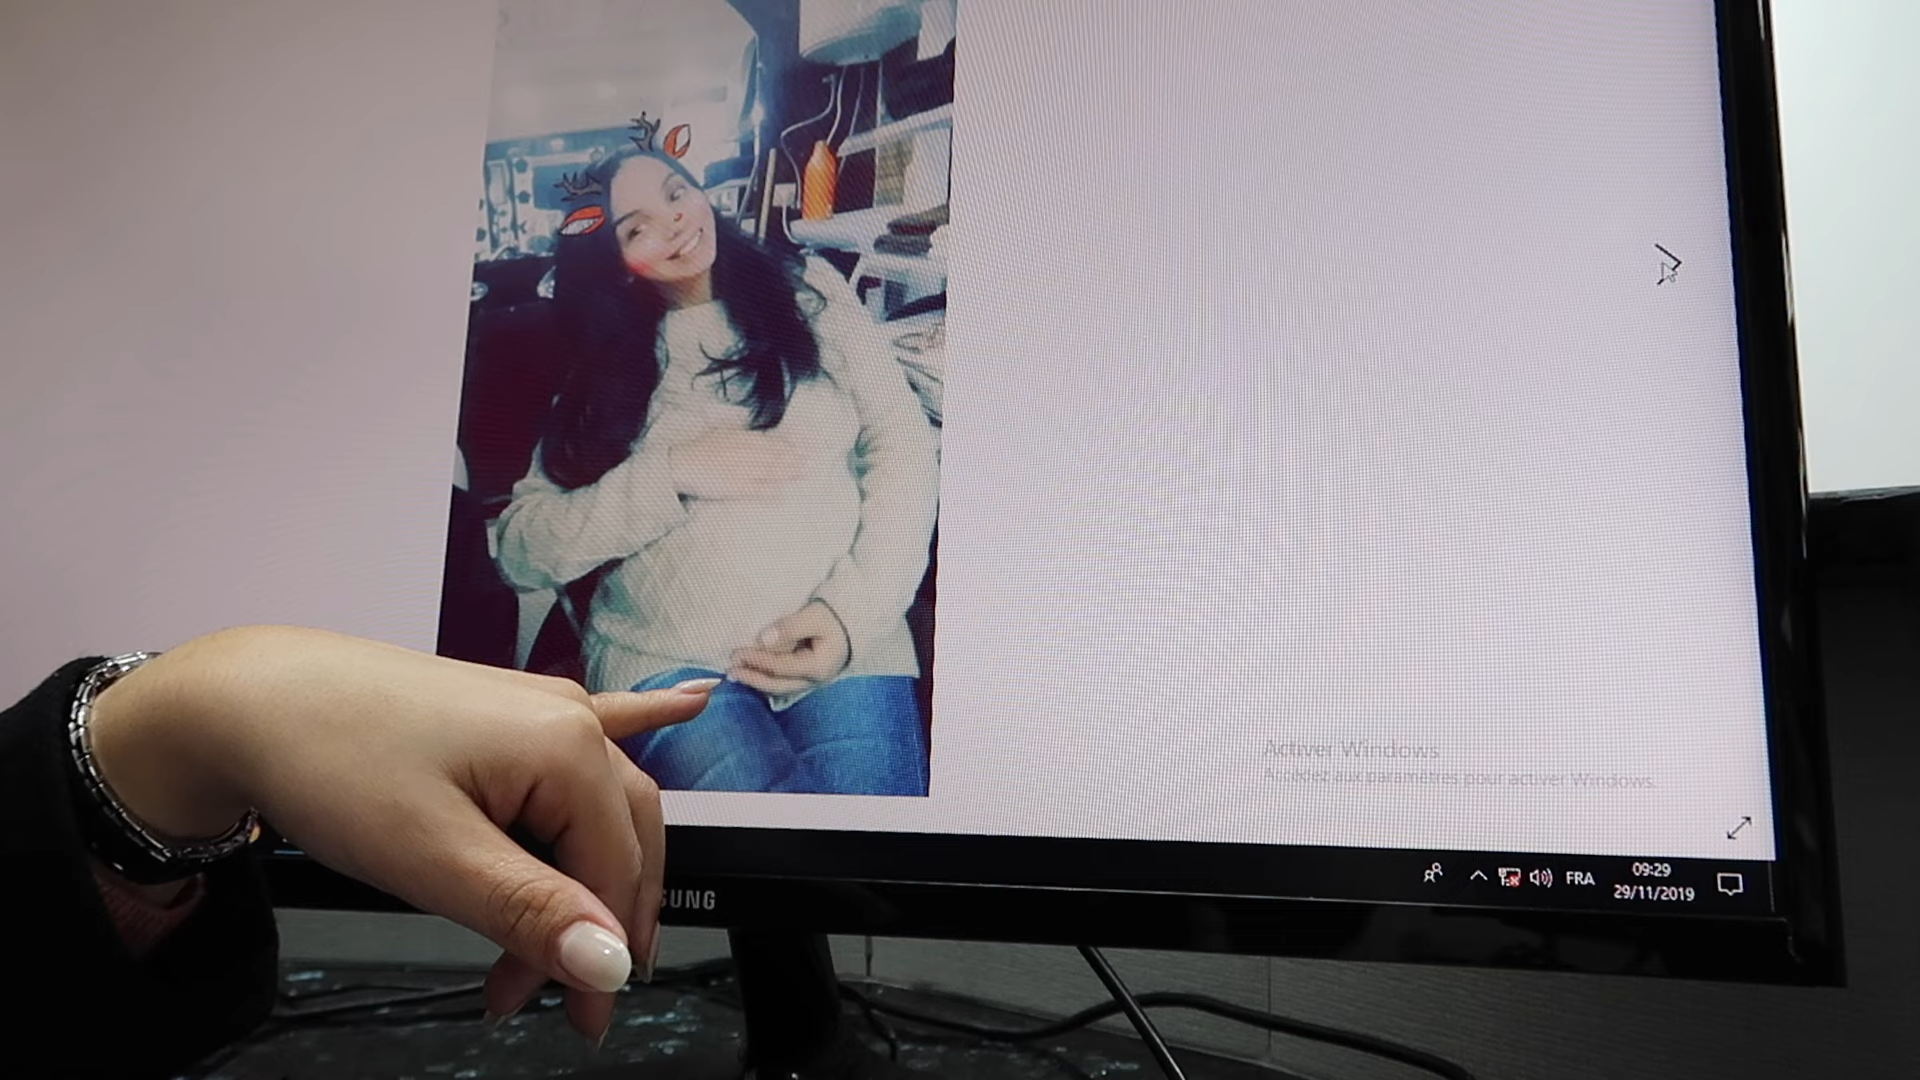 Activer Windows
Accédez aux paramètres pour activer Windows.
FRA
09:29
29/11/2019
SUNG